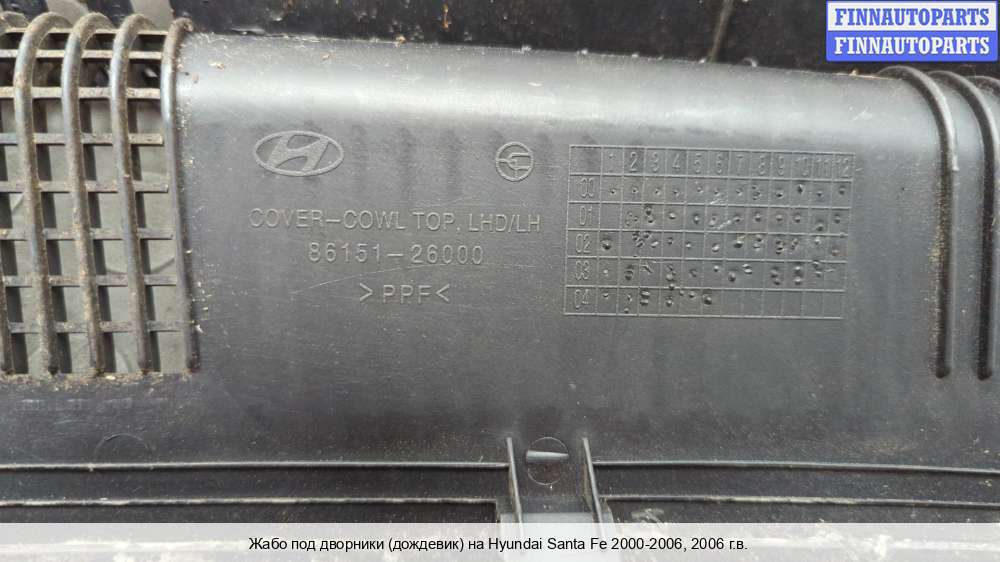 FINNAUTOPARTS
FINNAUTOPARTS
COVER-COWL TOP, LHD/LH
86151-26000
>PPF<
1 2 3 4 5 6 7 8 9 10 11 12
00
01
02
03
04
Жабо под дворники (дождевик) на Hyundai Santa Fe 2000-2006, 2006 г.в.